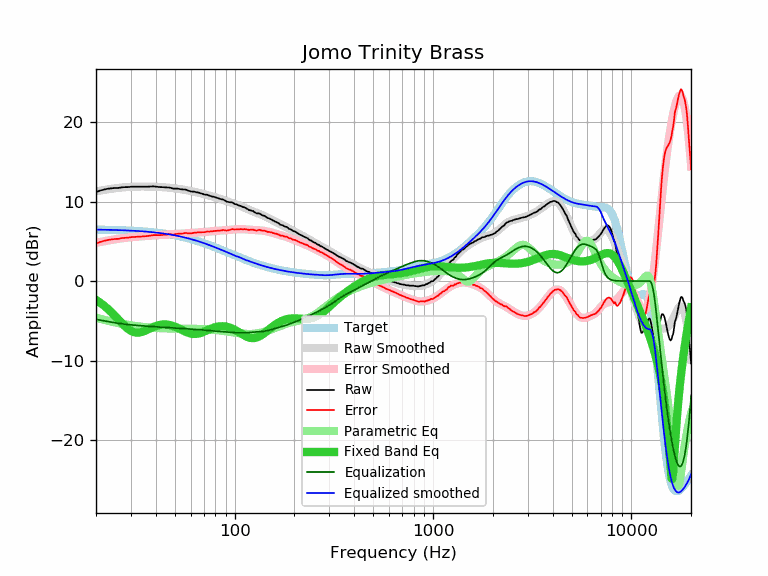 Jomo Trinity Brass
20
10
0
−10
−20
Amplitude (dBr)
Target
Raw Smoothed
Error Smoothed
Raw
Error
Parametric Eq
Fixed Band Eq
Equalization
Equalized smoothed
100 1000 10000
Frequency (Hz)